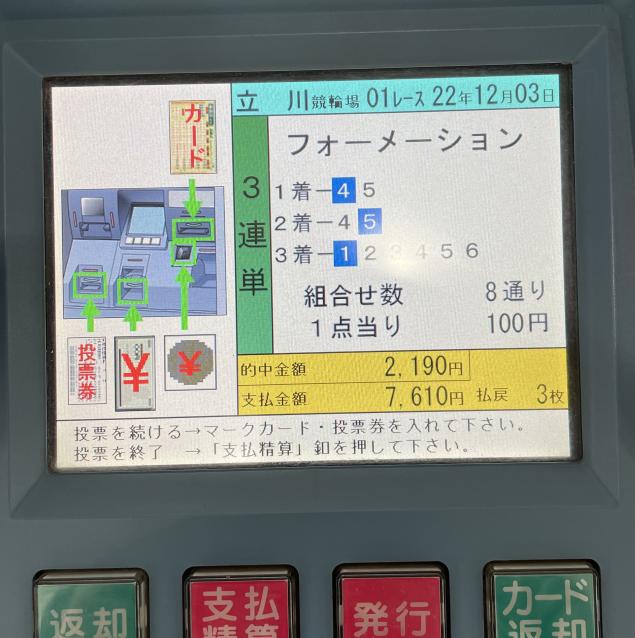 立 川競輪場 01レース 22年12月03日
カード
フォーメーション
3連単
1着ー4 5
2着ー4 5
3着ー1 2 3 4 5 6
組合せ数 8通り
1点当り 100円
投票券
¥
¥
的中金額 2,190円
支払金額 7,610円 払戻 3枚
投票を続ける→マークカード・投票券を入れて下さい。
投票を終了 →「支払精算」釦を押して下さい。
返却
支払
精算
発行
カード
返却